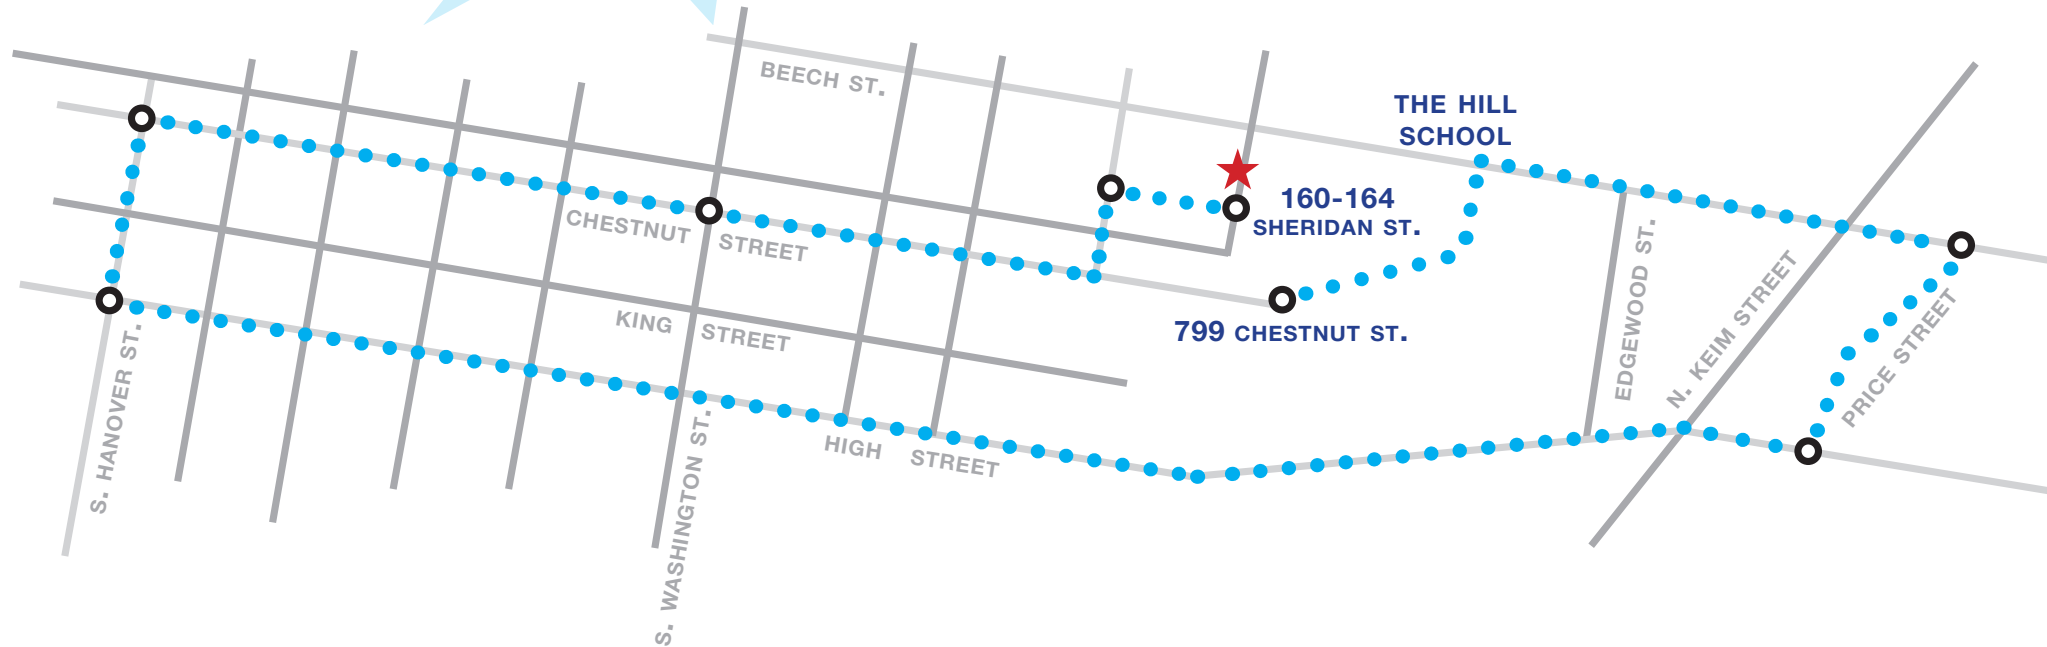 BEECH ST.
THE HILL
SCHOOL
160-164
SHERIDAN ST.
CHESTNUT STREET
799 CHESTNUT ST.
KING STREET
HIGH STREET
S. HANOVER ST.
S. WASHINGTON ST.
EDGEWOOD ST.
N. KEIM STREET
PRICE STREET